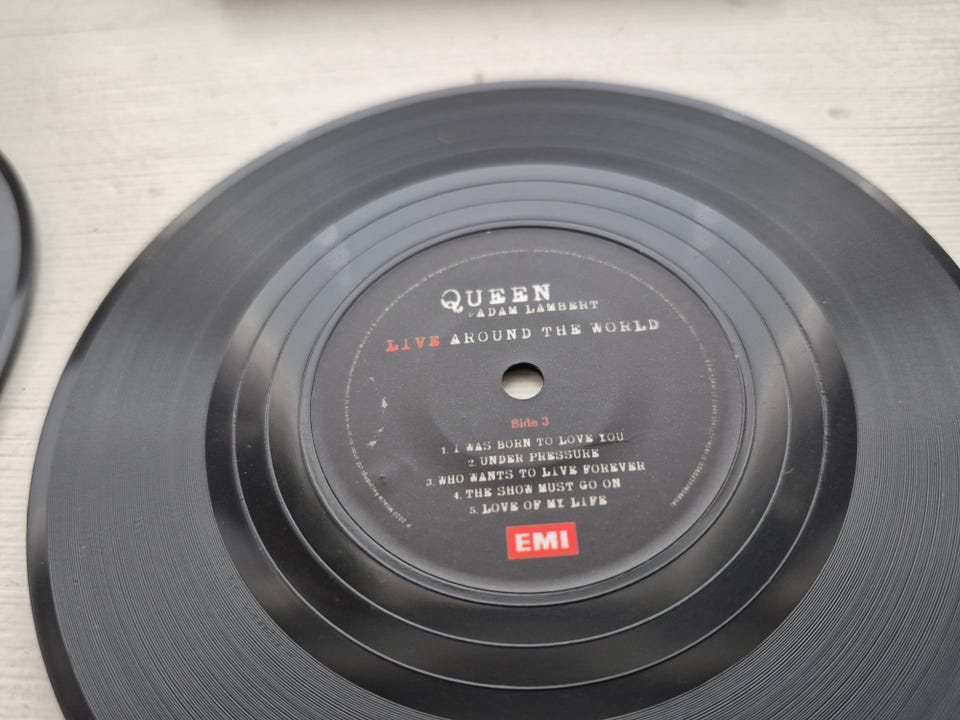 QUEEN
+ADAM LAMBERT
LIVE AROUND THE WORLD
Side 3
1. I WAS BORN TO LOVE YOU
2. UNDER PRESSURE
3. WHO WANTS TO LIVE FOREVER
4. THE SHOW MUST GO ON
5. LOVE OF MY LIFE
EMI